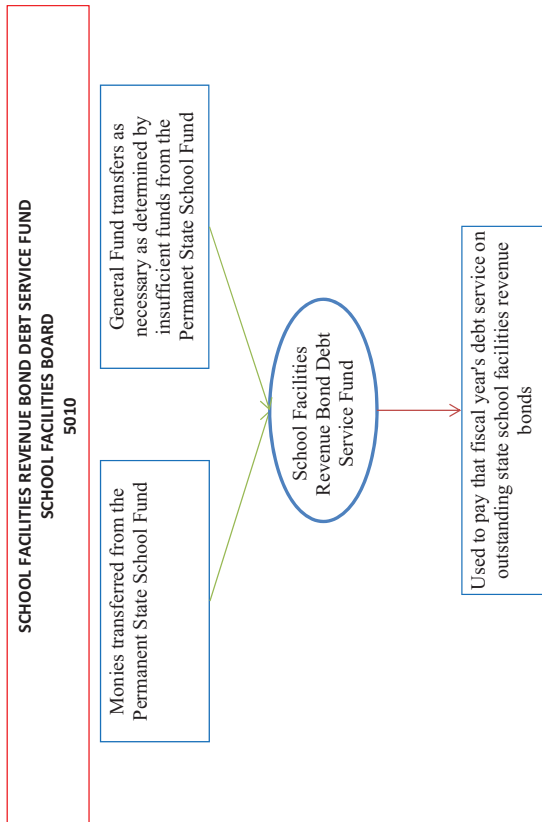 SCHOOL FACILITIES REVENUE BOND DEBT SERVICE FUND
SCHOOL FACILITIES BOARD
5010
Monies transferred from the
Permanent State School Fund
General Fund transfers as
necessary as determined by
insufficient funds from the
Permanet State School Fund
School Facilities
Revenue Bond Debt
Service Fund
Used to pay that fiscal year's debt service on
outstanding state school facilities revenue
bonds